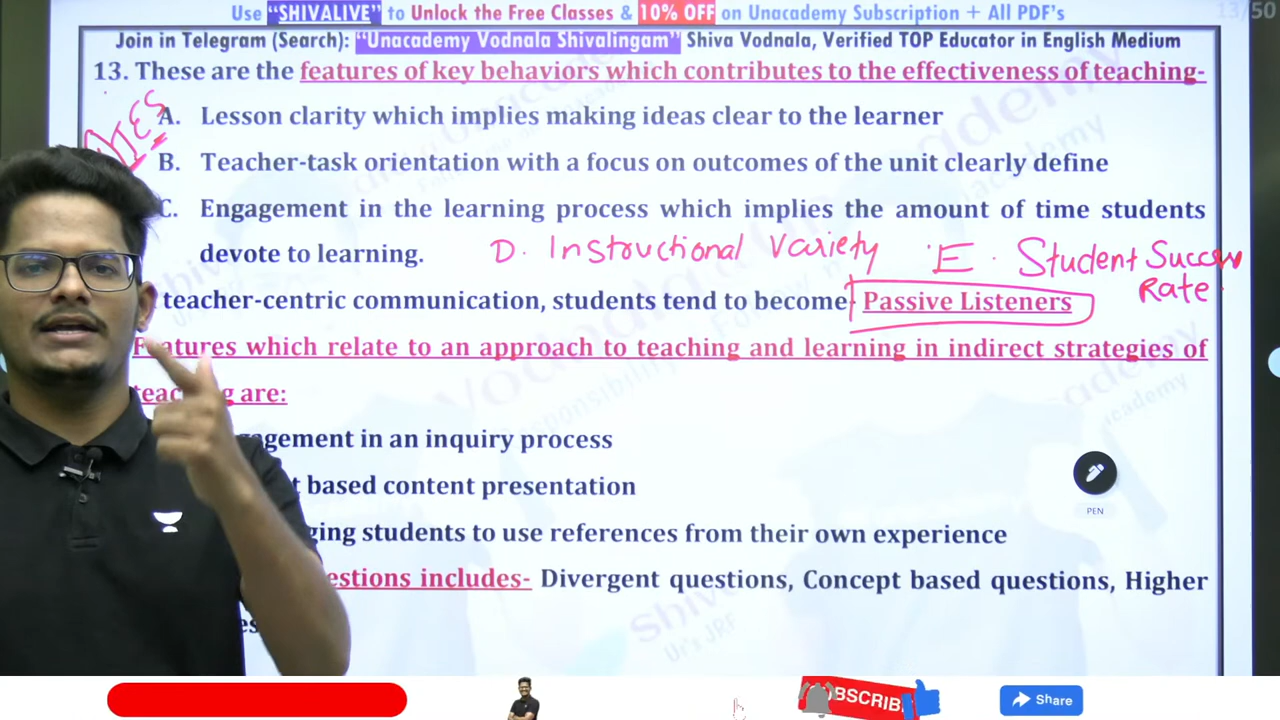 Use "SHIVALIVE" to Unlock the Free Classes & 10% OFF on Unacademy Subscription + All PDF's
13/50
Join in Telegram (Search): "Unacademy Vodnala Shivalingam" Shiva Vodnala, Verified TOP Educator in English Medium
13. These are the features of key behaviors which contributes to the effectiveness of teaching-
A. Lesson clarity which implies making ideas clear to the learner
B. Teacher-task orientation with a focus on outcomes of the unit clearly define
C. Engagement in the learning process which implies the amount of time students
devote to learning. D. Instructional Variety E. Student Success
Rate
teacher-centric communication, students tend to become Passive Listeners
Features which relate to an approach to teaching and learning in indirect strategies of
are:
in an inquiry process
based content presentation
students to use references from their own experience
includes- Divergent questions, Concept based questions, Higher
PEN
Share